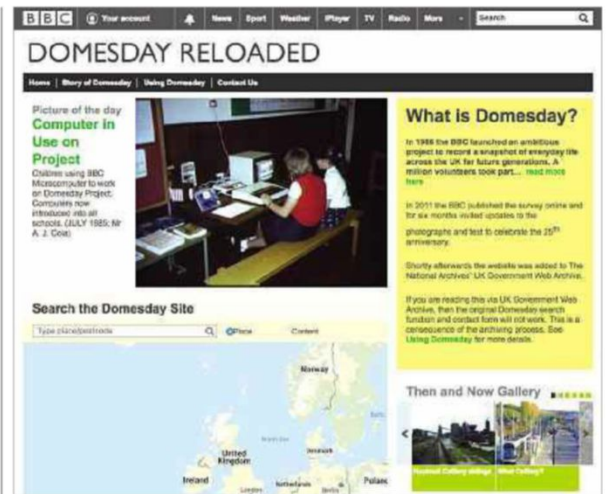 BBC Your account News Sport Weather iPlayer TV Radio More Search
DOMESDAY RELOADED
Home | Story of Domesday | Using Domesday | Contact Us
Picture of the day
Computer in
Use on
Project
Children using BBC
Microcomputer to work
on Domesday Project.
Computers now
introduced into all
schools. (JULY 1985: Mr
A. J. Cole)
What is Domesday?
In 1986 the BBC launched an ambitious
project to record a snapshot of everyday life
across the UK for future generations. A
million volunteers took part... read more
here
In 2011 the BBC published the survey online and
for six months invited updates to the
photographs and text to celebrate the 25th
anniversary.
Shortly afterwards the website was added to The
National Archives' UK Government Web Archive.
If you are reading this via UK Government Web
Archive, then the original Domesday search
function and contact form will not work. This is a
consequence of the archiving process. See
Using Domesday for more details.
Search the Domesday Site
Type place/postcode Place Content
Norway
North Sea
Denmark
United
Kingdom
Ireland
London
Netherlands
Berlin
Poland
Then and Now Gallery